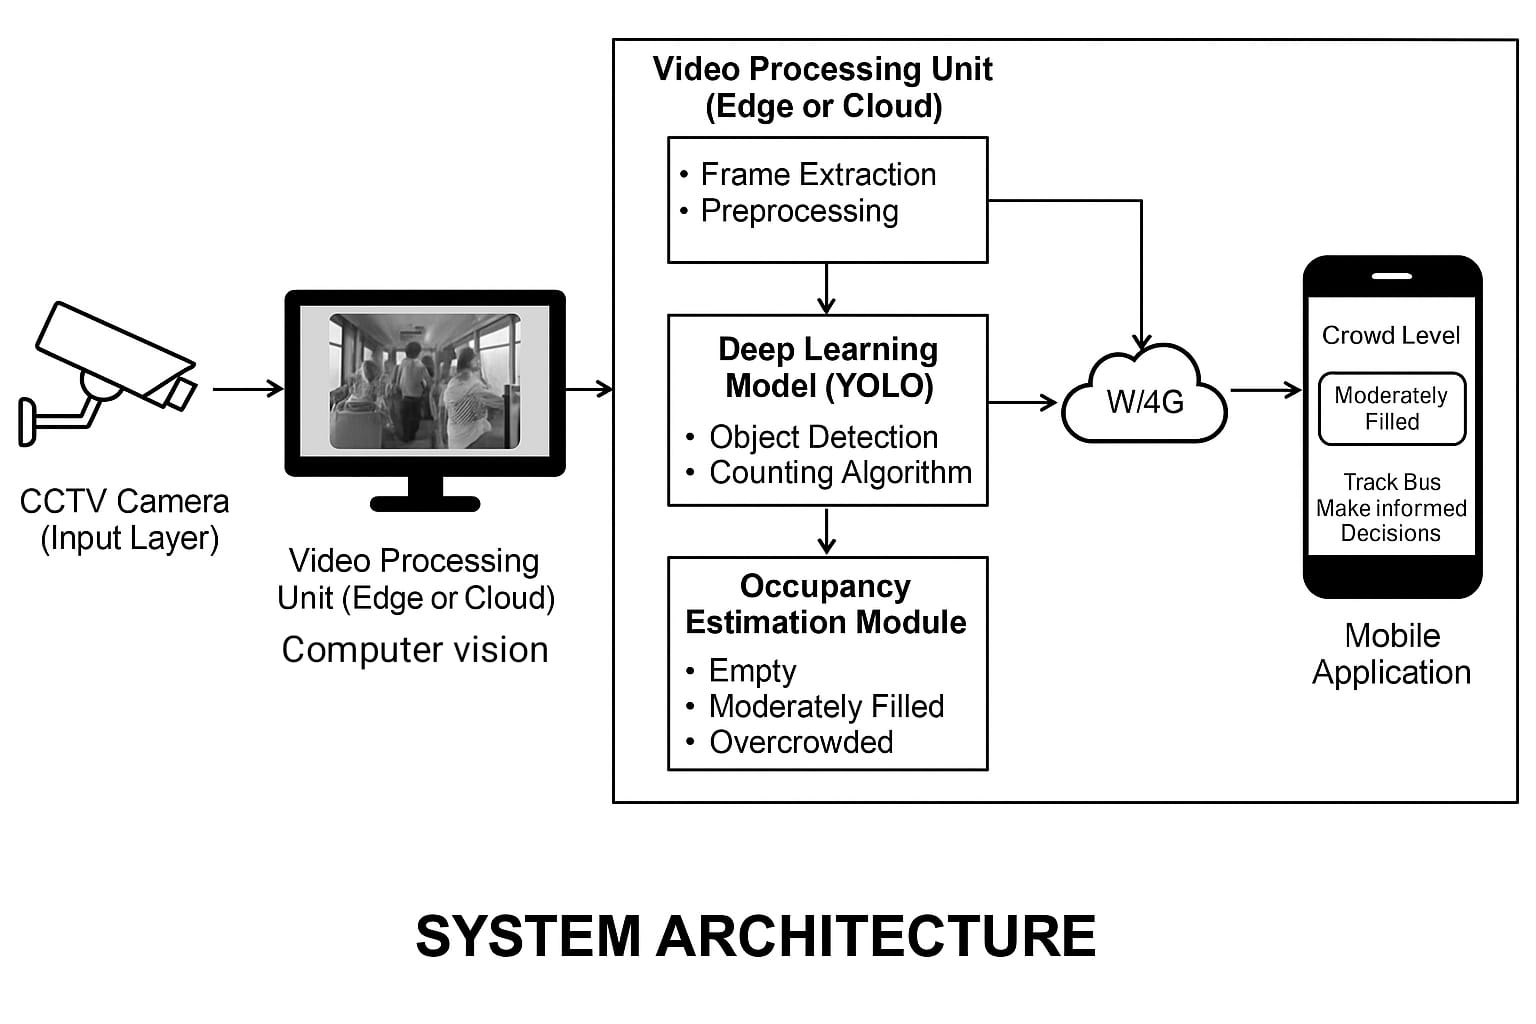 Video Processing Unit
(Edge or Cloud)
• Frame Extraction
• Preprocessing
Deep Learning
Model (YOLO)
• Object Detection
• Counting Algorithm
Occupancy
Estimation Module
• Empty
• Moderately Filled
• Overcrowded
CCTV Camera
(Input Layer)
Video Processing
Unit (Edge or Cloud)
Computer vision
W/4G
Crowd Level
Moderately
Filled
Track Bus
Make informed
Decisions
Mobile
Application
SYSTEM ARCHITECTURE